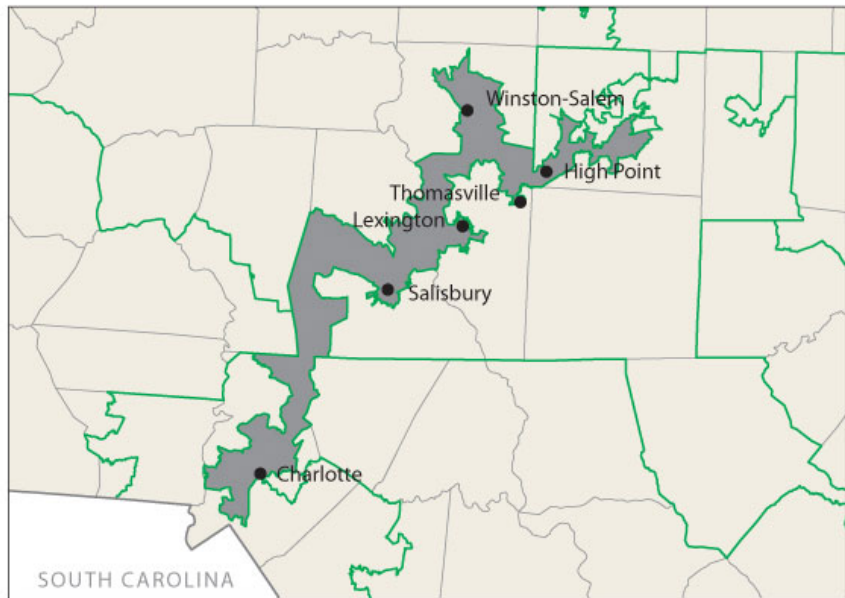 Winston-Salem
High Point
Thomasville
Lexington
Salisbury
Charlotte
SOUTH CAROLINA